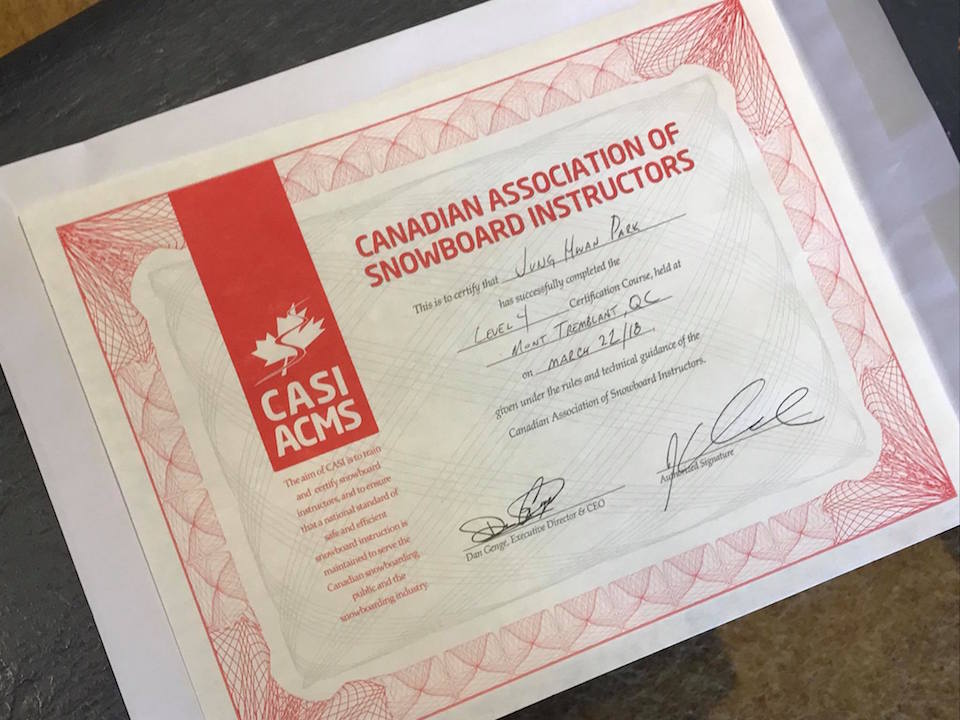 CANADIAN ASSOCIATION OF
SNOWBOARD INSTRUCTORS
This is to certify that JUNG HWAN PARK
has successfully completed the
LEVEL 4 Certification Course, held at
MONT TREMBLANT, QC
on MARCH 22/18
given under the rules and technical guidance of the
Canadian Association of Snowboard Instructors.
CASI
ACMS
The aim of CASI is to train
and certify snowboard
instructors, and to ensure
that a national standard of
safe and efficient
snowboard instruction is
maintained to serve the
Canadian snowboarding
public and the
snowboarding industry.
Dan Genge, Executive Director & CEO
Authorized Signature